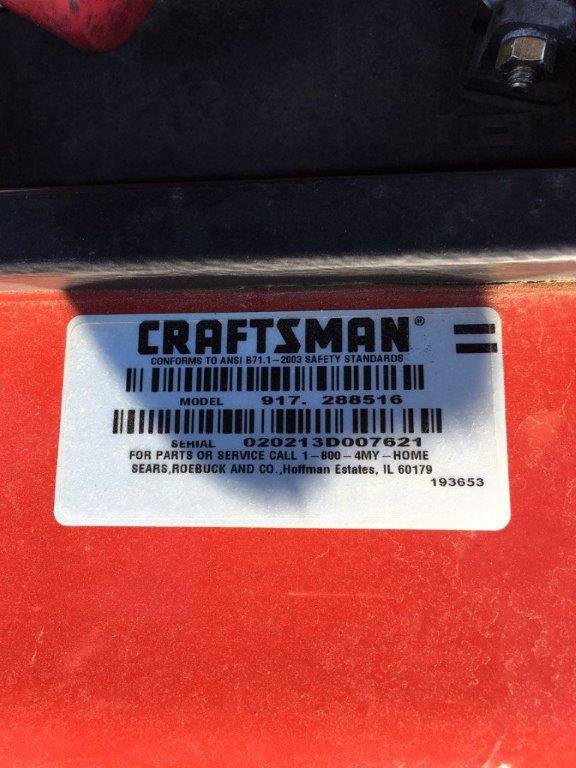 CRAFTSMAN®
CONFORMS TO ANSI B71.1-2003 SAFETY STANDARDS
MODEL 917. 288516
SERIAL 020213D007621
FOR PARTS OR SERVICE CALL 1-800-4MY-HOME
SEARS,ROEBUCK AND CO.,Hoffman Estates, IL 60179
193653